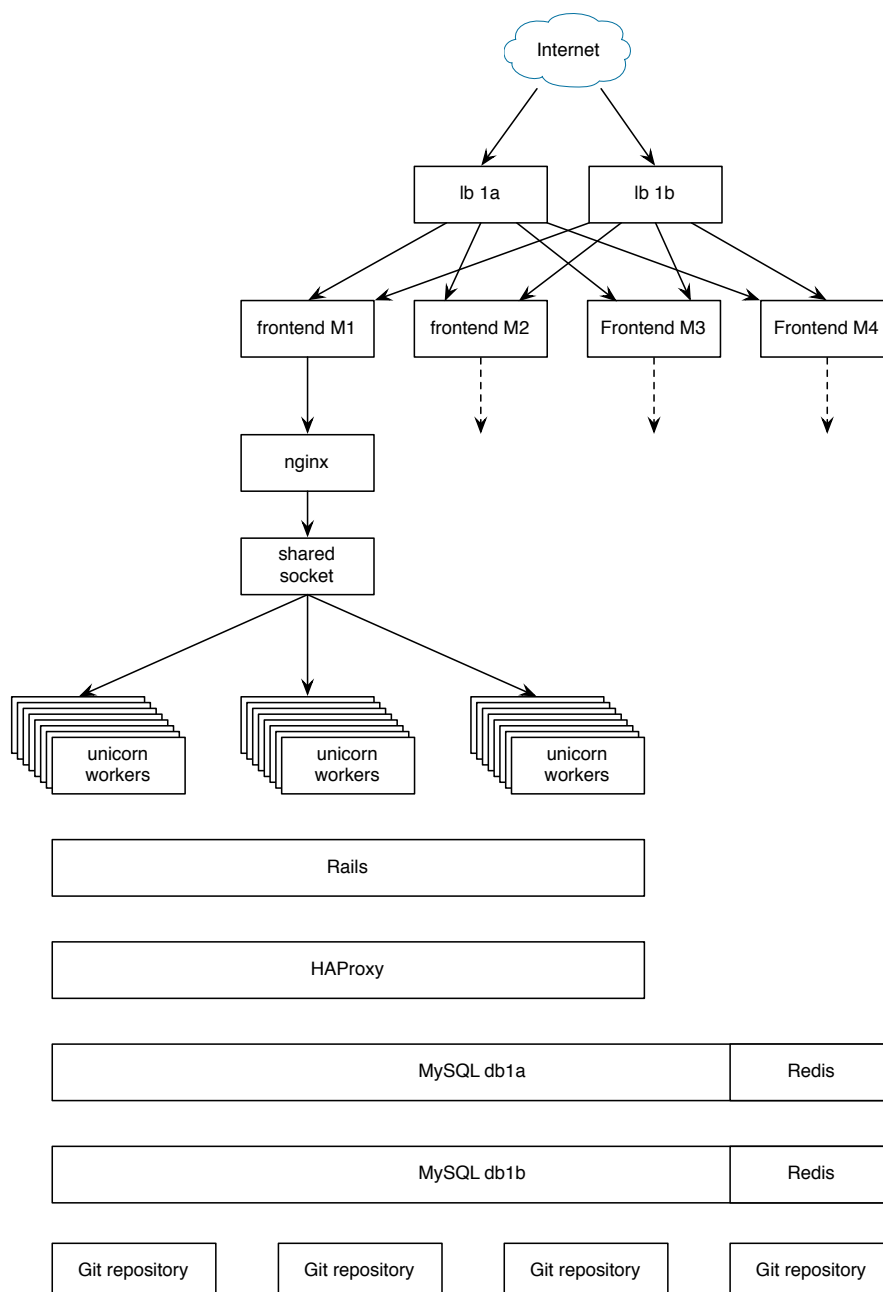 Internet
lb 1a
lb 1b
frontend M1
frontend M2
Frontend M3
Frontend M4
nginx
shared
socket
unicorn
workers
unicorn
workers
unicorn
workers
Rails
HAProxy
MySQL db1a
Redis
MySQL db1b
Redis
Git repository
Git repository
Git repository
Git repository